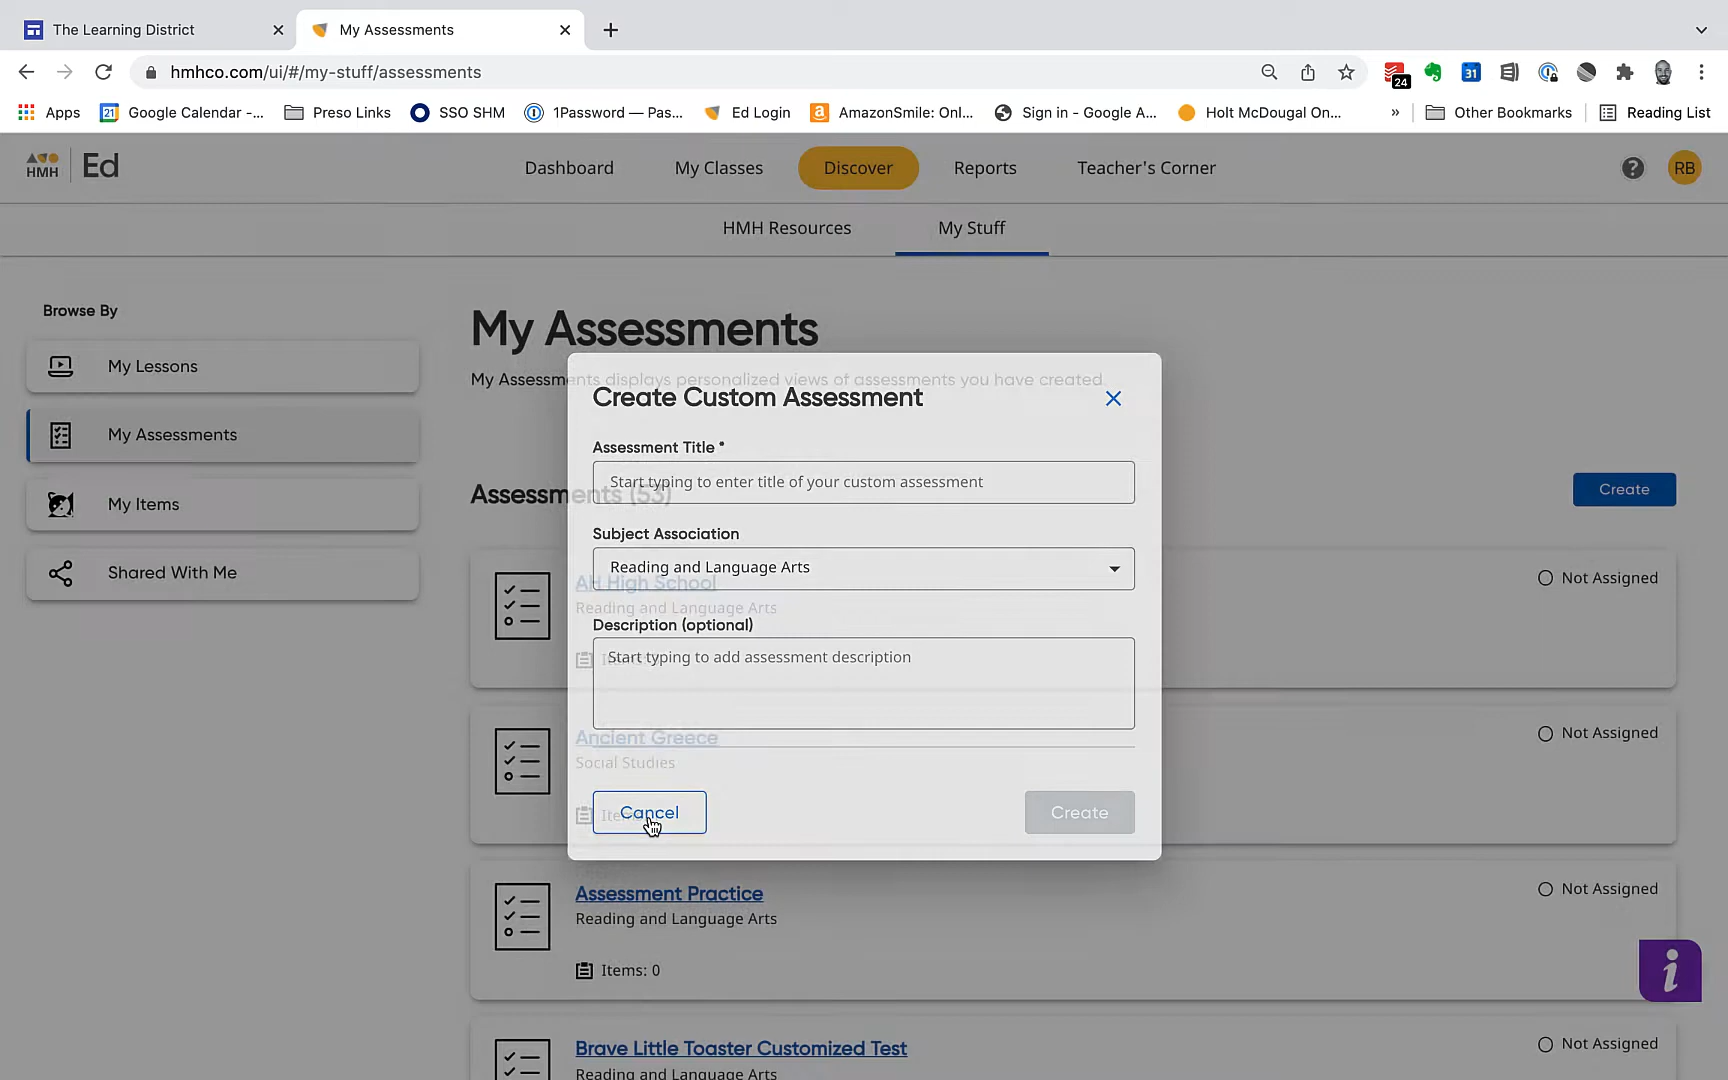 The Learning District
My Assessments
hmhco.com/ui/#/my-stuff/assessments
24
31
Apps
21
Google Calendar -...
Preso Links
SSO SHM
1Password — Pas...
Ed Login
AmazonSmile: Onl...
Sign in - Google A...
Holt McDougal On...
»
Other Bookmarks
Reading List
HMH
Ed
Dashboard
My Classes
Discover
Reports
Teacher's Corner
?
RB
HMH Resources
My Stuff
Browse By
My Lessons
My Assessments
My Items
Shared With Me
My Assessments
My Assessments displays personalized views of assessments you have created
Assessments (53)
Create
Create Custom Assessment
Assessment Title *
Start typing to enter title of your custom assessment
Subject Association
Reading and Language Arts
Description (optional)
Start typing to add assessment description
Cancel
Create
AH High School
Reading and Language Arts
Not Assigned
Ancient Greece
Social Studies
Not Assigned
Assessment Practice
Reading and Language Arts
Items: 0
Not Assigned
Brave Little Toaster Customized Test
Reading and Language Arts
Not Assigned
i